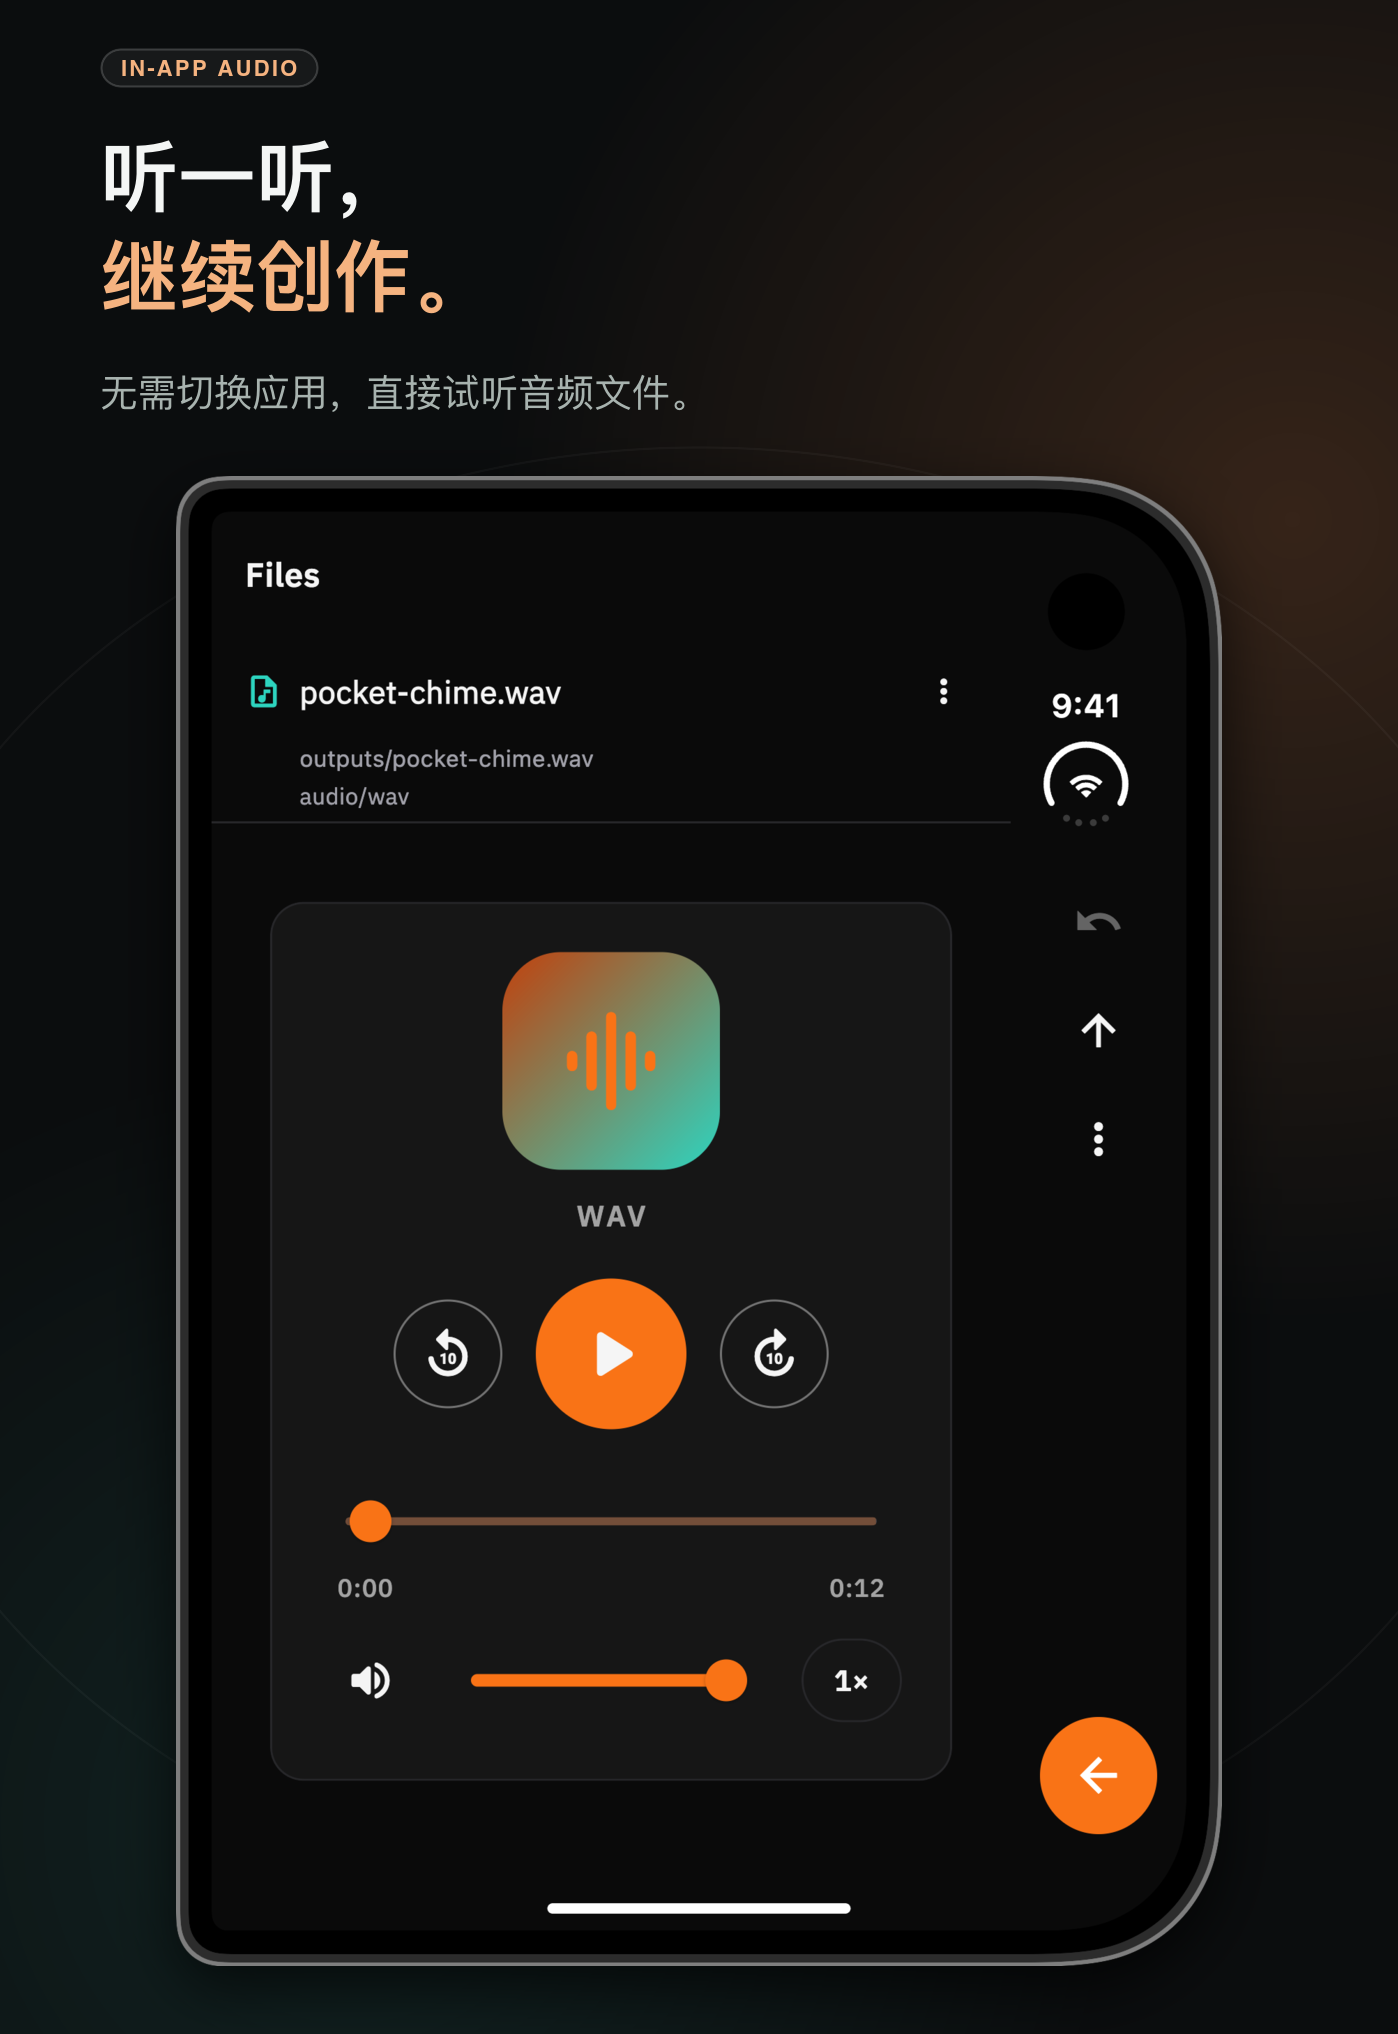 IN-APP AUDIO
听一听，
继续创作。
无需切换应用，直接试听音频文件。
Files
pocket-chime.wav
9:41
outputs/pocket-chime.wav
audio/wav
WAV
10
10
0:00
0:12
1×